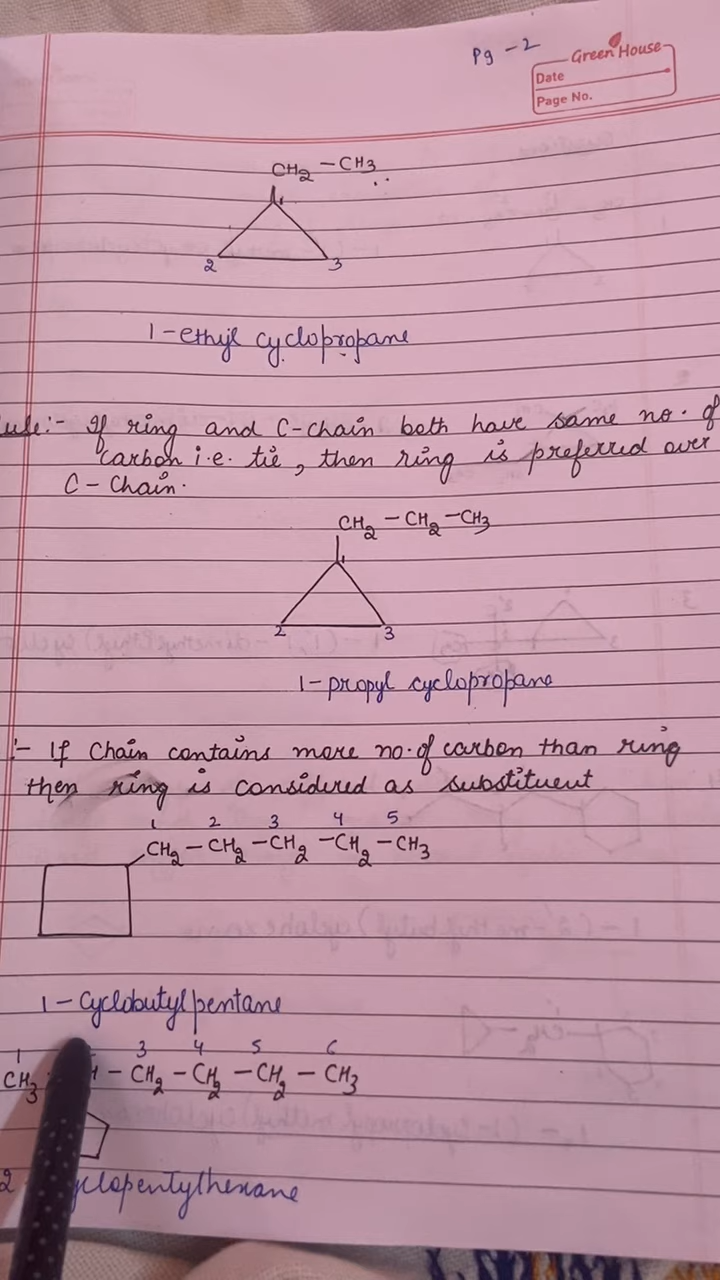 Pg - 2
Green House
Date
Page No.
CH2 - CH3
1
2 3
1-ethyl cyclopropane
ule:- If ring and C-chain both have same no. of
carbon i.e. tie, then ring is preferred over
C-Chain.
CH2 - CH2 - CH3
1
2 3
1-propyl cyclopropane
:- If Chain contains more no. of carbon than ring
then ring is considered as substituent
1 2 3 4 5
CH2 - CH2 - CH2 - CH2 - CH3
1-Cyclobutylpentane
1 3 4 5 6
CH3 H - CH2 - CH2 - CH2 - CH3
2 yclopentylhexane